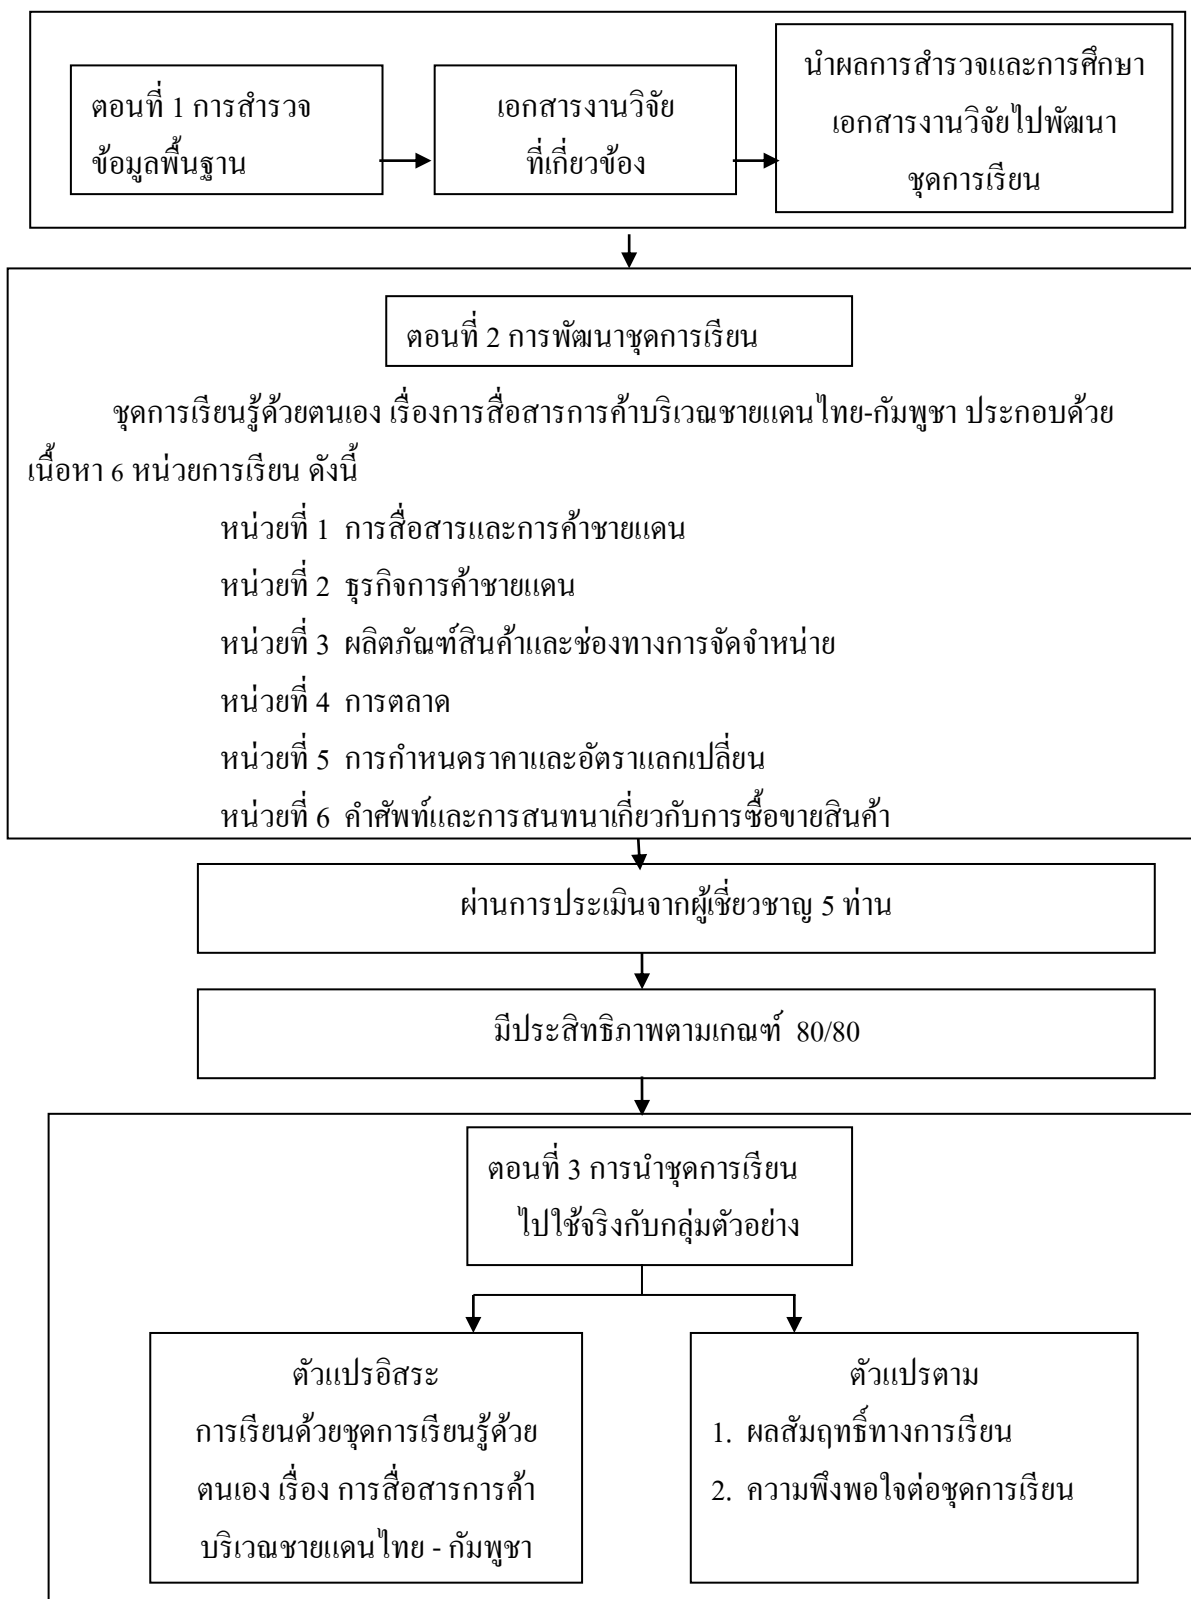 ตอนที่ 1 การสำรวจ
ข้อมูลพื้นฐาน
เอกสารงานวิจัย
ที่เกี่ยวข้อง
นำผลการสำรวจและการศึกษา
เอกสารงานวิจัยไปพัฒนา
ชุดการเรียน
ตอนที่ 2 การพัฒนาชุดการเรียน
ชุดการเรียนรู้ด้วยตนเอง เรื่องการสื่อสารการค้าบริเวณชายแดนไทย-กัมพูชา ประกอบด้วย
เนื้อหา 6 หน่วยการเรียน ดังนี้
หน่วยที่ 1 การสื่อสารและการค้าชายแดน
หน่วยที่ 2 ธุรกิจการค้าชายแดน
หน่วยที่ 3 ผลิตภัณฑ์สินค้าและช่องทางการจัดจำหน่าย
หน่วยที่ 4 การตลาด
หน่วยที่ 5 การกำหนดราคาและอัตราแลกเปลี่ยน
หน่วยที่ 6 คำศัพท์และการสนทนาเกี่ยวกับการซื้อขายสินค้า
ผ่านการประเมินจากผู้เชี่ยวชาญ 5 ท่าน
มีประสิทธิภาพตามเกณฑ์ 80/80
ตอนที่ 3 การนำชุดการเรียน
ไปใช้จริงกับกลุ่มตัวอย่าง
ตัวแปรอิสระ
การเรียนด้วยชุดการเรียนรู้ด้วย
ตนเอง เรื่อง การสื่อสารการค้า
บริเวณชายแดนไทย - กัมพูชา
ตัวแปรตาม
1. ผลสัมฤทธิ์ทางการเรียน
2. ความพึงพอใจต่อชุดการเรียน